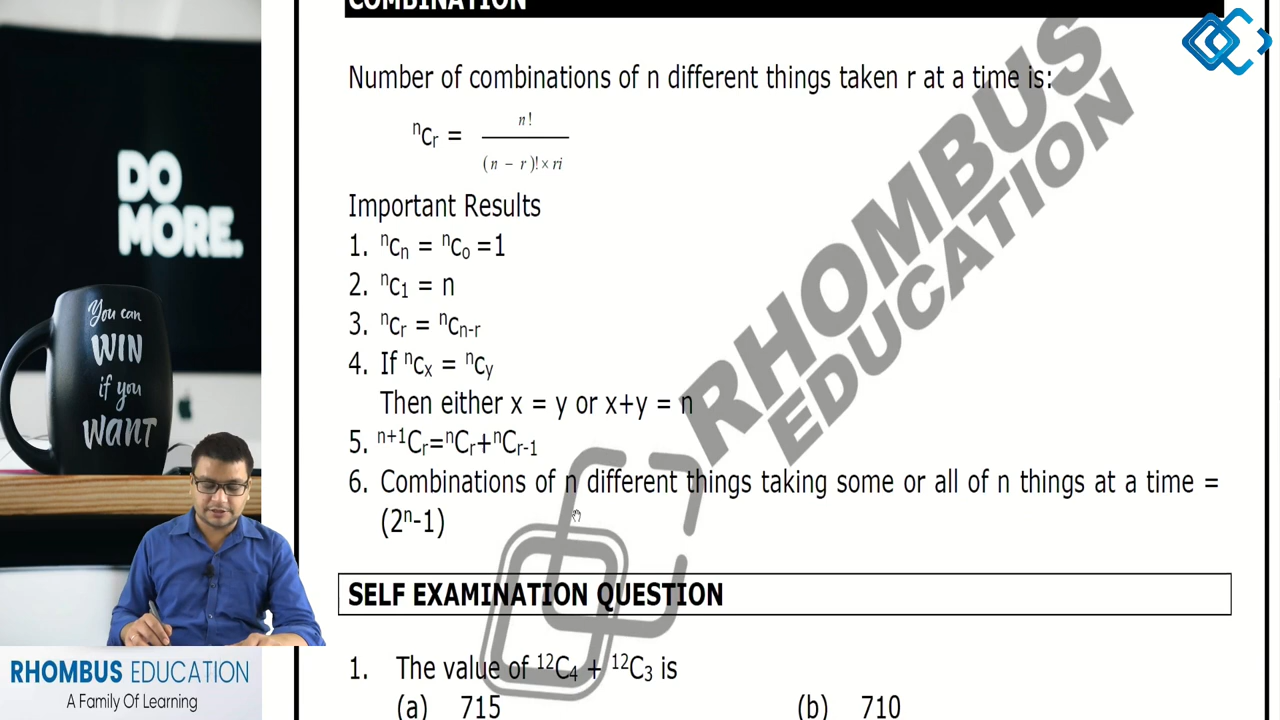 COMBINATION
Number of combinations of n different things taken r at a time is:
ⁿCᵣ = n! / (n − r)! × ri
Important Results
1. ⁿCₙ = ⁿCₒ =1
2. ⁿc₁ = n
3. ⁿCᵣ = ⁿCₙ₋ᵣ
4. If ⁿCₓ = ⁿCy
Then either x = y or x+y = n
5. ⁿ⁺¹Cᵣ=ⁿCᵣ+ⁿCᵣ₋₁
6. Combinations of n different things taking some or all of n things at a time =
(2ⁿ-1)
SELF EXAMINATION QUESTION
1. The value of ¹²C₄ + ¹²C₃ is
(a) 715 (b) 710
RHOMBUS
EDUCATION
DO
MORE.
You can
WIN
if you
WANT
RHOMBUS EDUCATION
A Family Of Learning